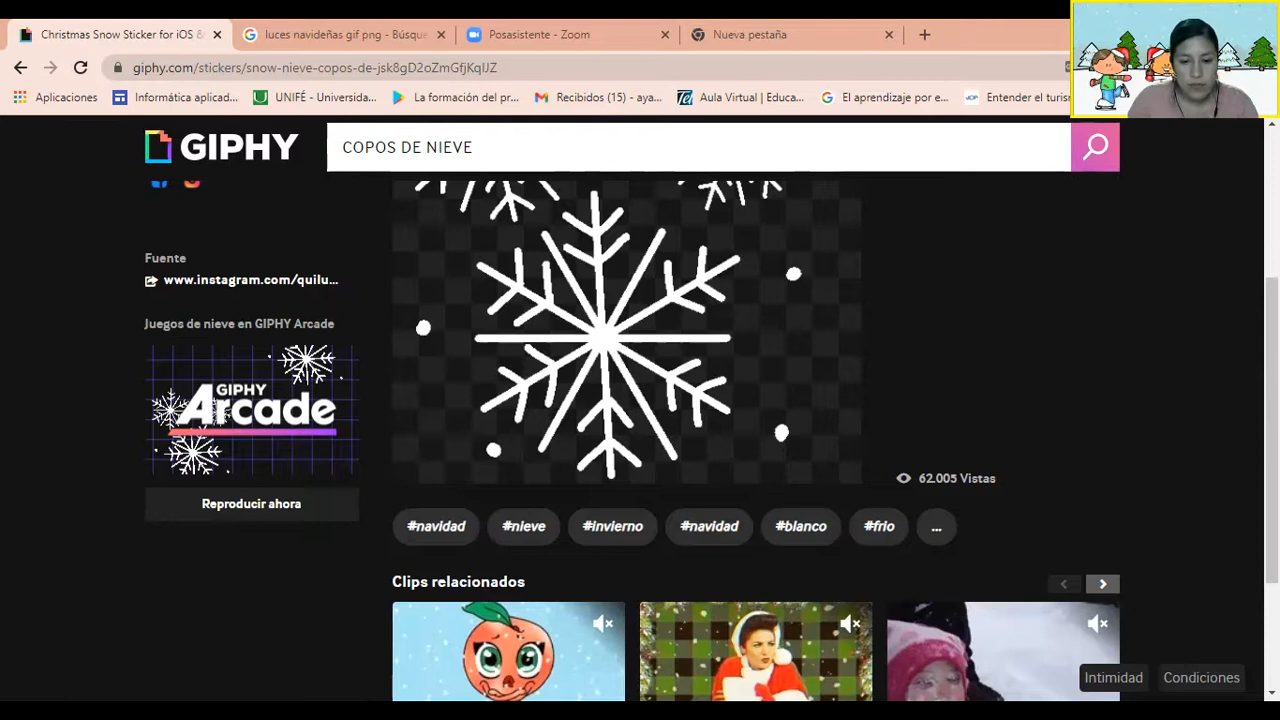 Christmas Snow Sticker for iOS &
luces navideñas gif png - Búsque
Posasistente - Zoom
Nueva pestaña
giphy.com/stickers/snow-nieve-copos-de-jsk8gD2oZmGfjKqIJZ
Aplicaciones
Informática aplicad...
UNIFÉ - Universida...
La formación del pr...
Recibidos (15) - aya...
Aula Virtual | Educa...
El aprendizaje por e...
Entender el turis
GIPHY
COPOS DE NIEVE
Fuente
www.instagram.com/quilu...
Juegos de nieve en GIPHY Arcade
GIPHY
Arcade
Reproducir ahora
62.005 Vistas
#navidad
#nieve
#invierno
#navidad
#blanco
#frío
...
Clips relacionados
Intimidad
Condiciones